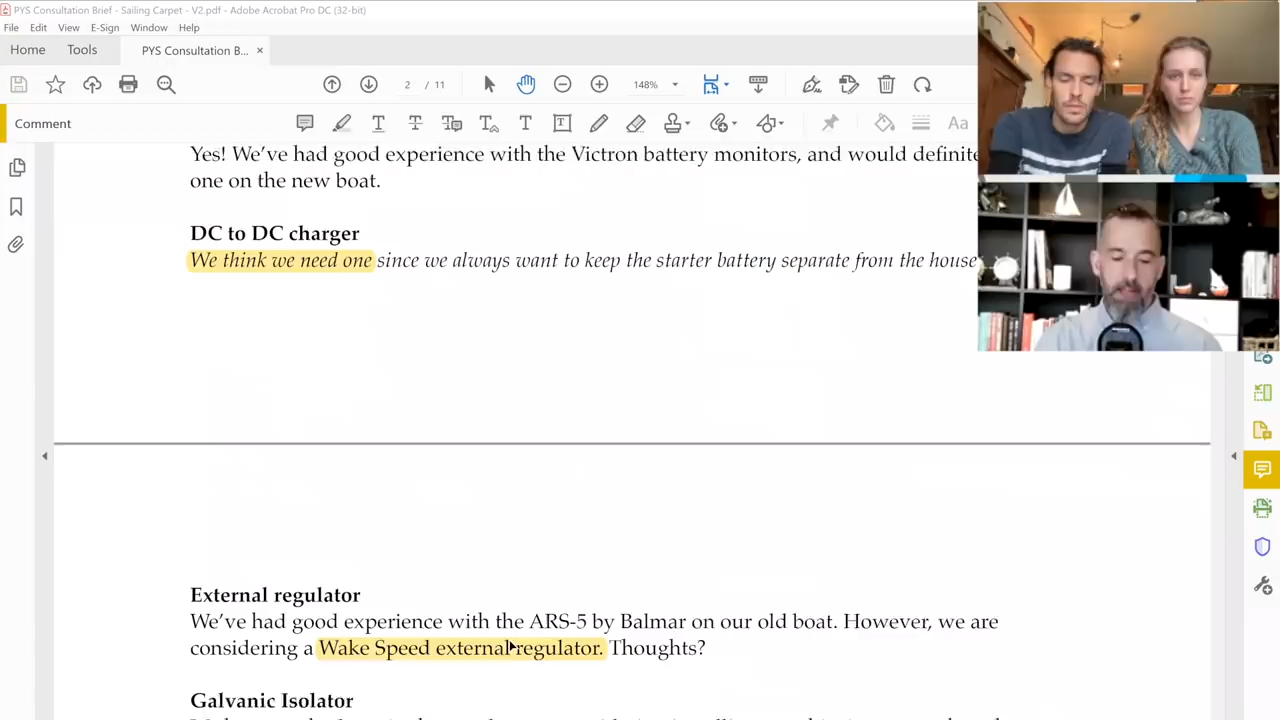 PYS Consultation Brief - Sailing Carpet - V2.pdf - Adobe Acrobat Pro DC (32-bit)
File Edit View E-Sign Window Help
Home Tools PYS Consultation B... ×
2 / 11 148%
Comment
Aa
Yes! We've had good experience with the Victron battery monitors, and would definite
one on the new boat.
DC to DC charger
We think we need one since we always want to keep the starter battery separate from the house
External regulator
We've had good experience with the ARS-5 by Balmar on our old boat. However, we are
considering a Wake Speed external regulator. Thoughts?
Galvanic Isolator